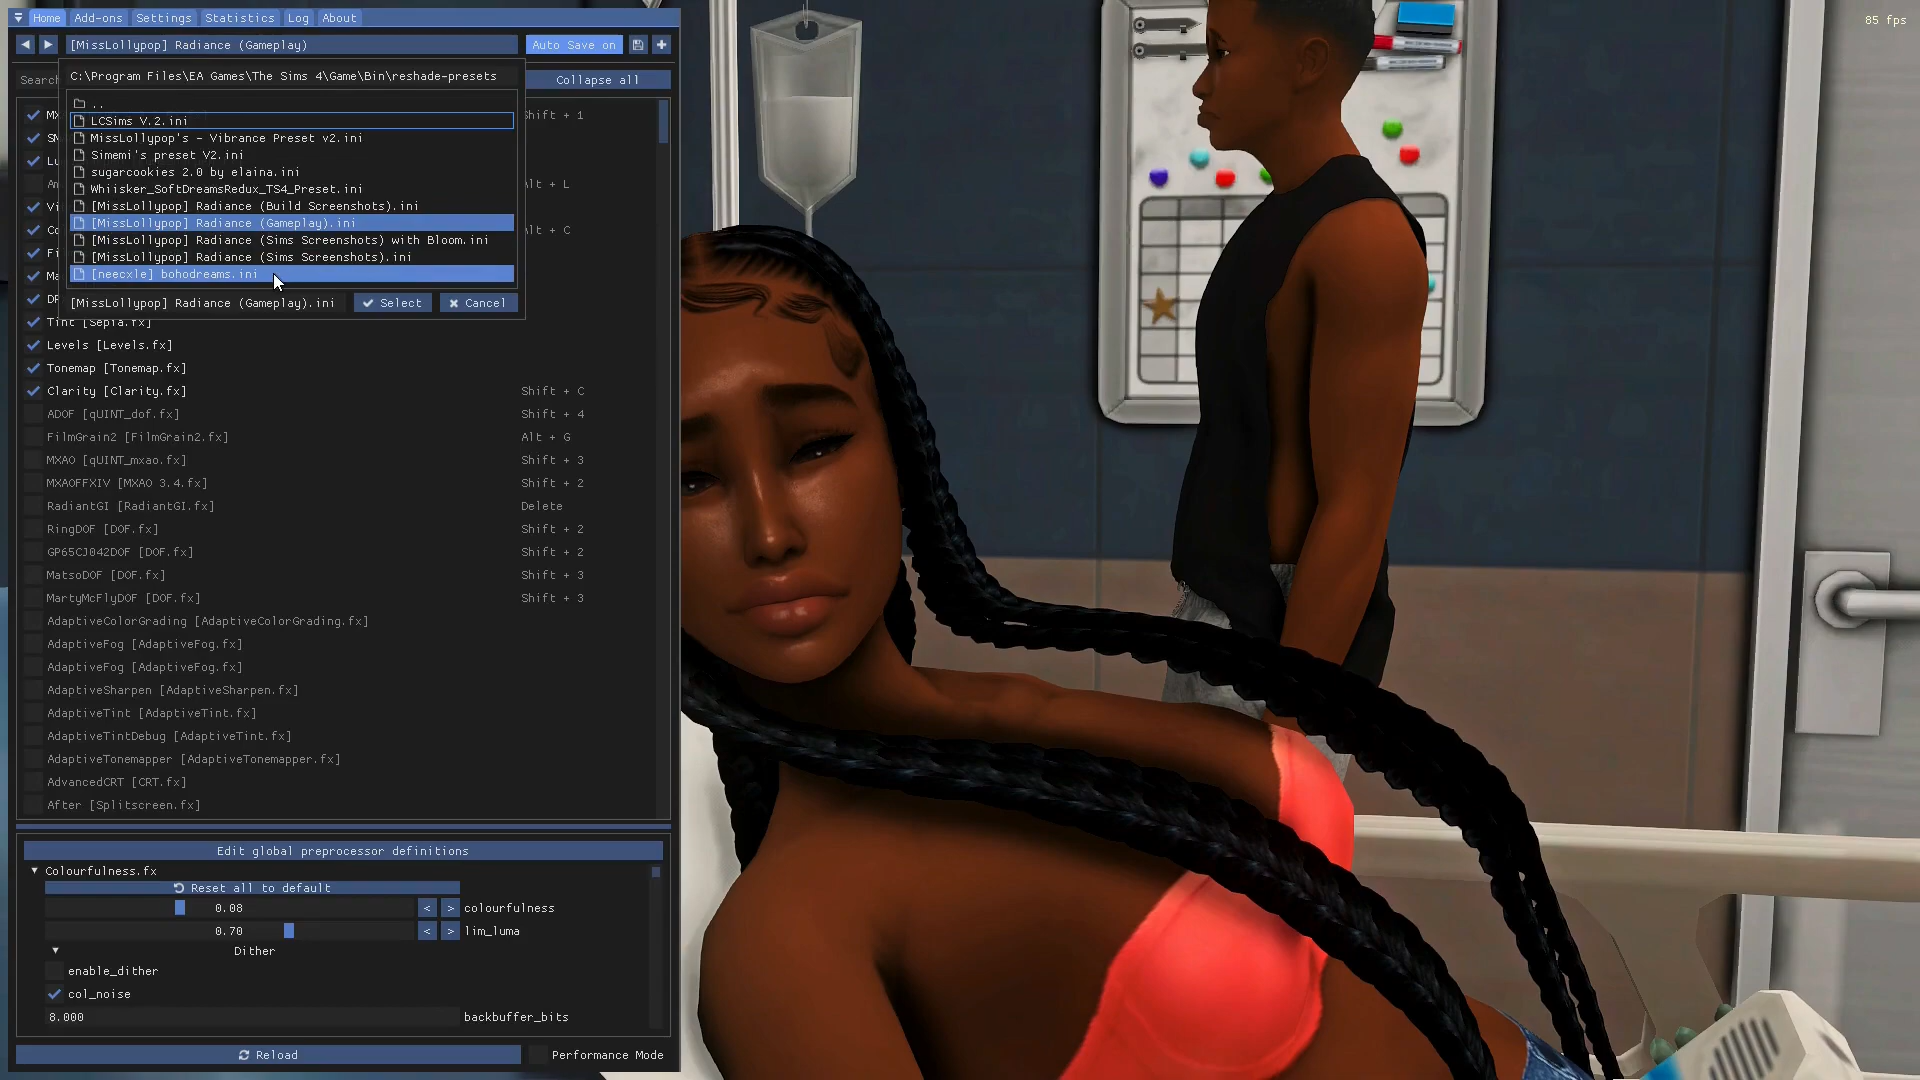 Home Add-ons Settings Statistics Log About
85 fps
[MissLollypop] Radiance (Gameplay) Auto Save on
C:\Program Files\EA Games\The Sims 4\Game\Bin\reshade-presets
Search
Collapse all
..
LCSims V.2.ini
MissLollypop's - Vibrance Preset v2.ini
Simemi's preset V2.ini
sugarcookies 2.0 by elaina.ini
Whiisker_SoftDreamsRedux_TS4_Preset.ini
[MissLollypop] Radiance (Build Screenshots).ini
[MissLollypop] Radiance (Gameplay).ini
[MissLollypop] Radiance (Sims Screenshots) with Bloom.ini
[MissLollypop] Radiance (Sims Screenshots).ini
[neecxle] bohodreams.ini
[MissLollypop] Radiance (Gameplay).ini Select Cancel
MX Shift + 1
SM
Lu
Am Alt + L
Vi
Co Alt + C
Fi
Ma
DP
Tint [Sepia.fx]
Levels [Levels.fx]
Tonemap [Tonemap.fx]
Clarity [Clarity.fx] Shift + C
ADOF [qUINT_dof.fx] Shift + 4
FilmGrain2 [FilmGrain2.fx] Alt + G
MXAO [qUINT_mxao.fx] Shift + 3
MXAOFFXIV [MXAO 3.4.fx] Shift + 2
RadiantGI [RadiantGI.fx] Delete
RingDOF [DOF.fx] Shift + 2
GP65CJ042DOF [DOF.fx] Shift + 2
MatsoDOF [DOF.fx] Shift + 3
MartyMcFlyDOF [DOF.fx] Shift + 3
AdaptiveColorGrading [AdaptiveColorGrading.fx]
AdaptiveFog [AdaptiveFog.fx]
AdaptiveFog [AdaptiveFog.fx]
AdaptiveSharpen [AdaptiveSharpen.fx]
AdaptiveTint [AdaptiveTint.fx]
AdaptiveTintDebug [AdaptiveTint.fx]
AdaptiveTonemapper [AdaptiveTonemapper.fx]
AdvancedCRT [CRT.fx]
After [Splitscreen.fx]
Edit global preprocessor definitions
Colourfulness.fx
Reset all to default
0.08 < > colourfulness
0.70 < > lim_luma
Dither
enable_dither
col_noise
8.000 backbuffer_bits
Reload Performance Mode